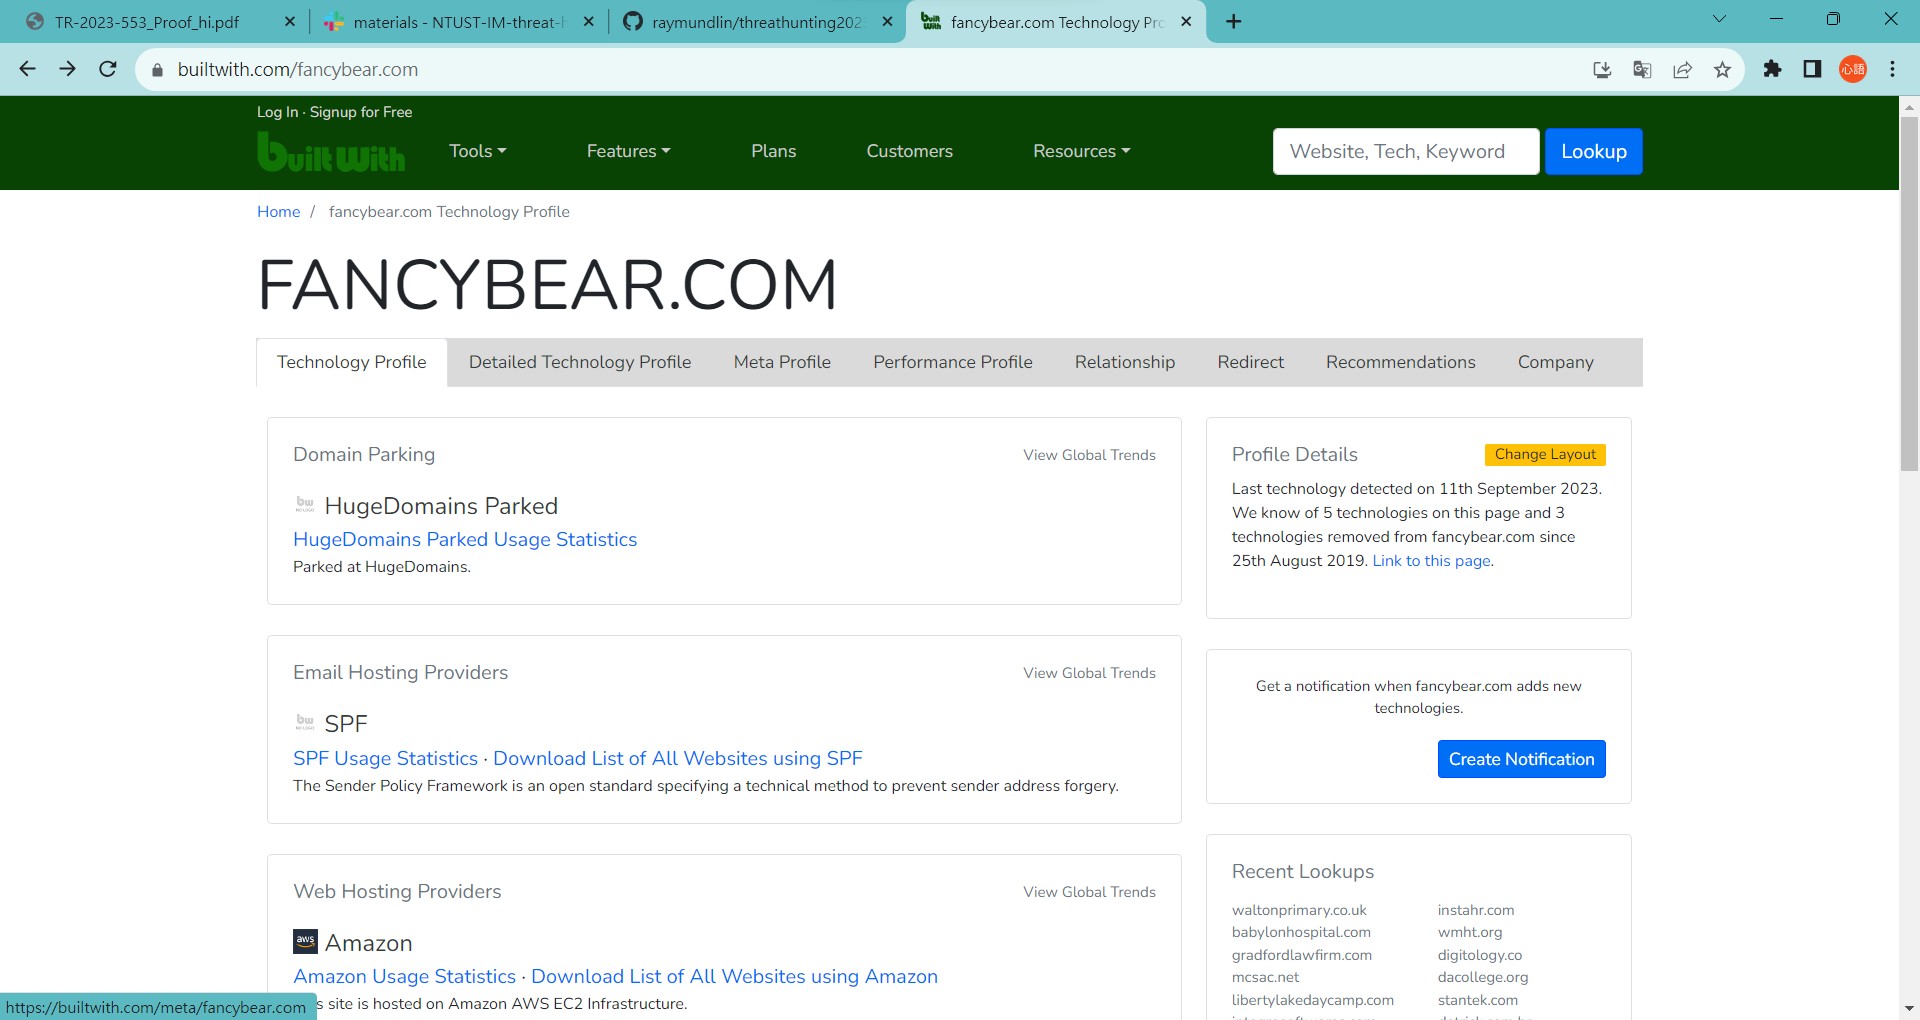 TR-2023-553_Proof_hi.pdf
materials - NTUST-IM-threat-h
raymundlin/threathunting202
fancybear.com Technology Pro
builtwith.com/fancybear.com
心語
Log In · Signup for Free
built with
Tools
Features
Plans
Customers
Resources
Website, Tech, Keyword
Lookup
Home / fancybear.com Technology Profile
FANCYBEAR.COM
Technology Profile
Detailed Technology Profile
Meta Profile
Performance Profile
Relationship
Redirect
Recommendations
Company
Domain Parking
View Global Trends
HugeDomains Parked
HugeDomains Parked Usage Statistics
Parked at HugeDomains.
Email Hosting Providers
View Global Trends
SPF
SPF Usage Statistics · Download List of All Websites using SPF
The Sender Policy Framework is an open standard specifying a technical method to prevent sender address forgery.
Web Hosting Providers
View Global Trends
aws
Amazon
Amazon Usage Statistics · Download List of All Websites using Amazon
s site is hosted on Amazon AWS EC2 Infrastructure.
Profile Details
Change Layout
Last technology detected on 11th September 2023.
We know of 5 technologies on this page and 3
technologies removed from fancybear.com since
25th August 2019. Link to this page.
Get a notification when fancybear.com adds new
technologies.
Create Notification
Recent Lookups
waltonprimary.co.uk
instahr.com
babylonhospital.com
wmht.org
gradfordlawfirm.com
digitology.co
mcsac.net
dacollege.org
libertylakedaycamp.com
stantek.com
https://builtwith.com/meta/fancybear.com